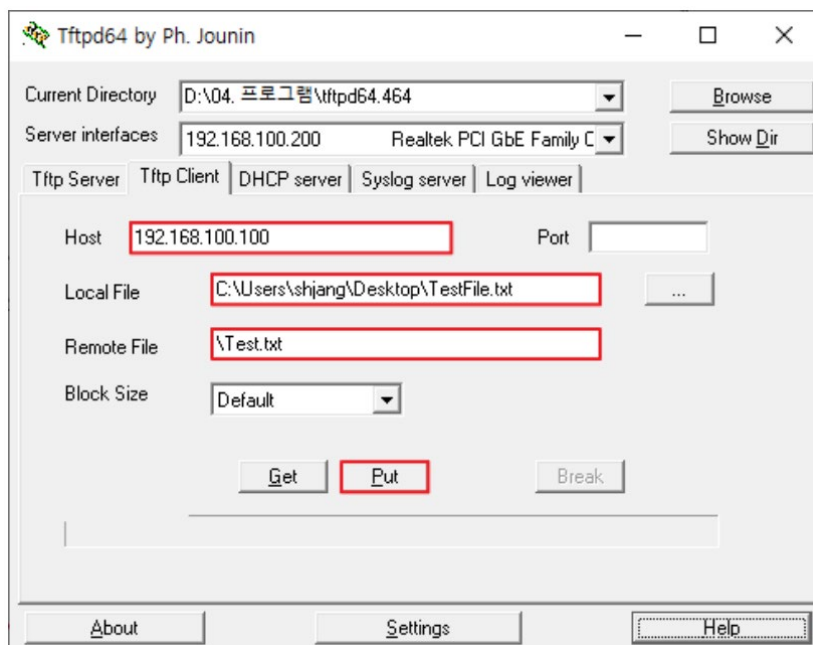 Tftpd64 by Ph. Jounin
Current Directory D:\04. 프로그램\tftpd64.464 Browse
Server interfaces 192.168.100.200 Realtek PCI GbE Family C Show Dir
Tftp Server Tftp Client DHCP server Syslog server Log viewer
Host 192.168.100.100 Port
Local File C:\Users\shjang\Desktop\TestFile.txt ...
Remote File \Test.txt
Block Size Default
Get Put Break
About Settings Help